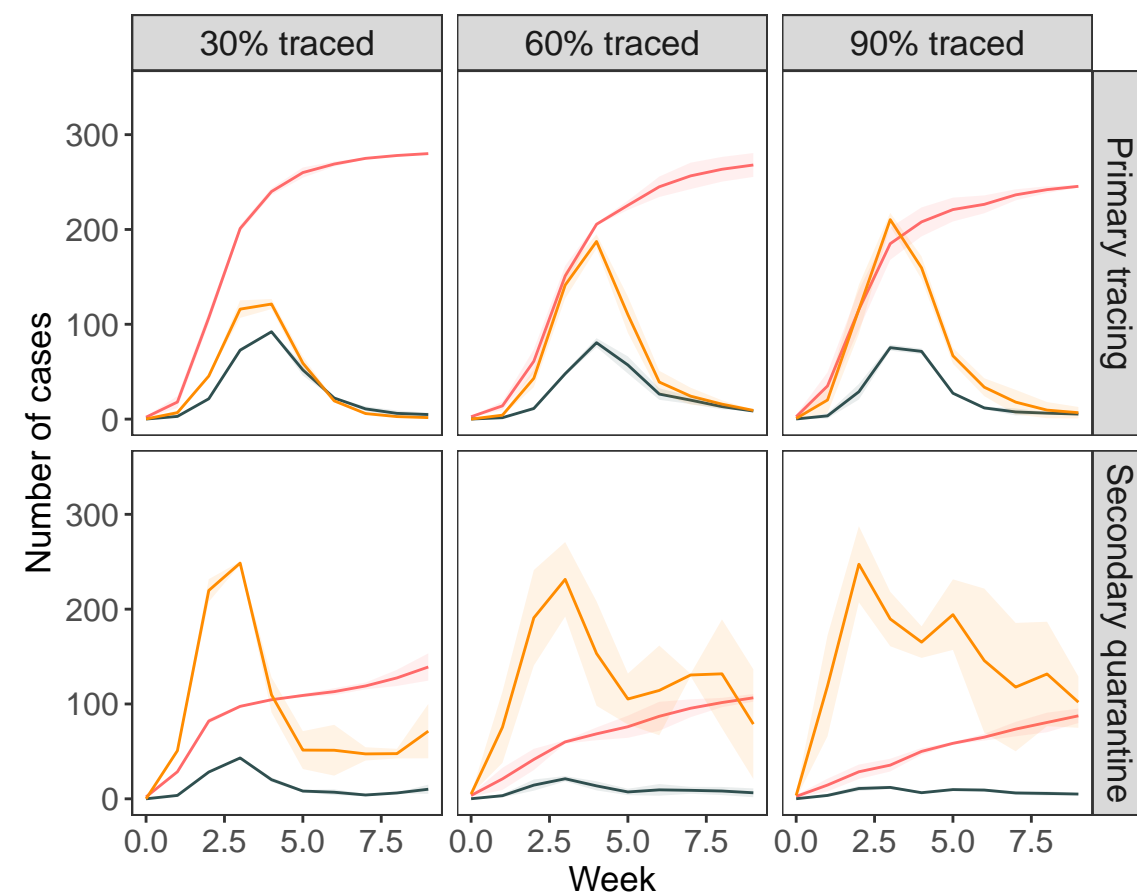 30% traced 60% traced 90% traced
Number of cases
300
200
100
0
Primary tracing
300
200
100
0
Secondary quarantine
0.0 2.5 5.0 7.5 0.0 2.5 5.0 7.5 0.0 2.5 5.0 7.5
Week